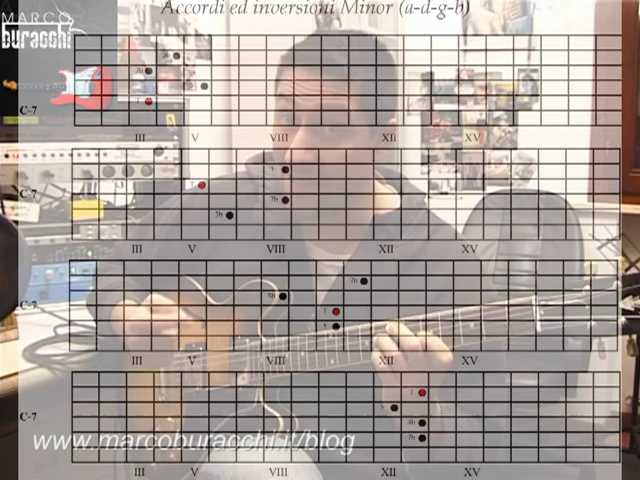 Accordi ed inversioni Minor (a-d-g-b)
MARCO
buracchi
C-7
III V VIII XII XV
C-7
III V VIII XII XV
C-7
III V VIII XII XV
C-7
www.marcoburacchi.it/blog
III V VIII XII XV